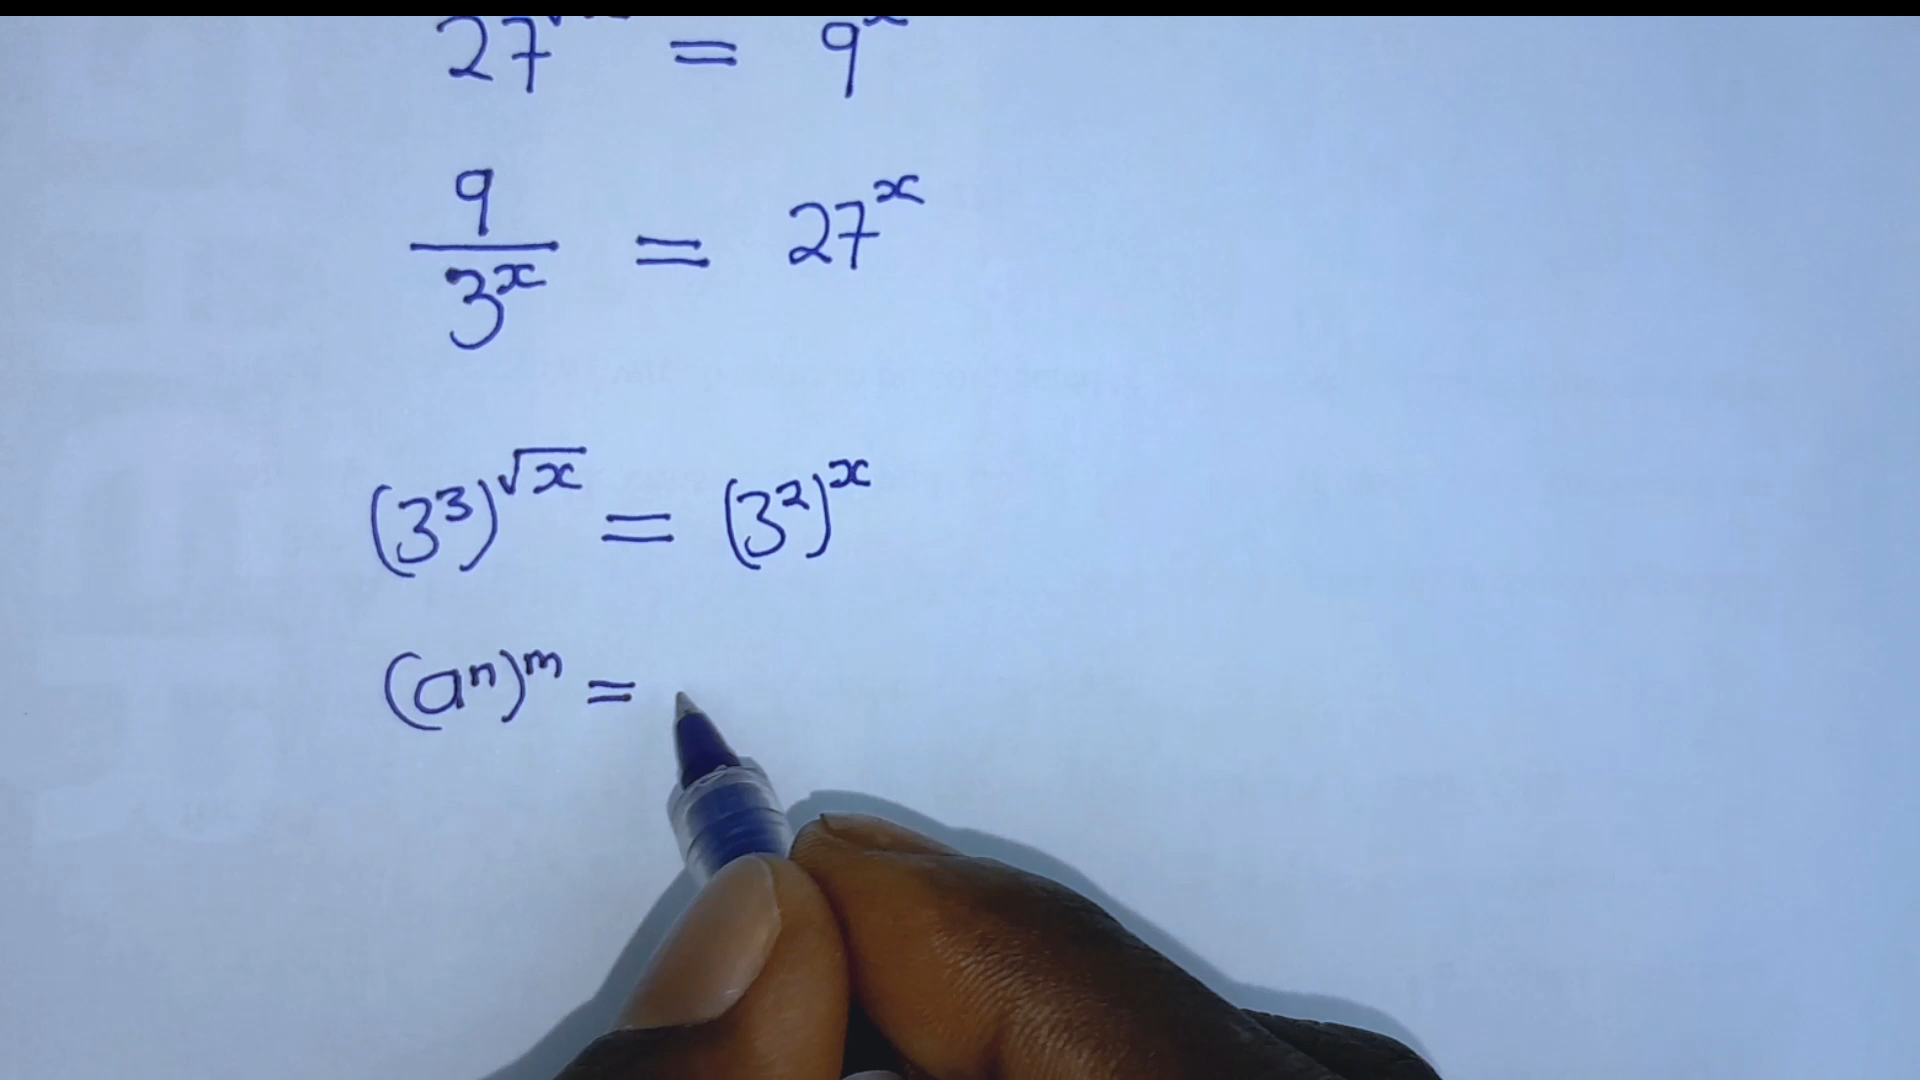 27^√x = 9^x
9/3^x = 27^x
(3^3)^√x = (3^2)^x
(a^n)^m =